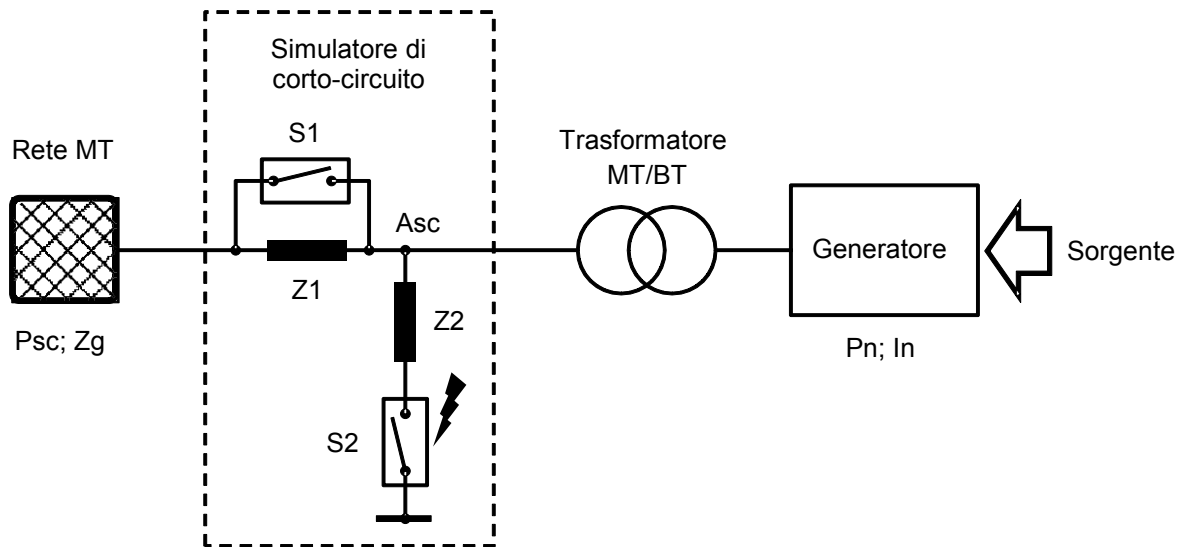 Simulatore di
corto-circuito
S1
Rete MT
Trasformatore
MT/BT
Asc
Generatore
Sorgente
Z1
Z2
Psc; Zg
Pn; In
S2